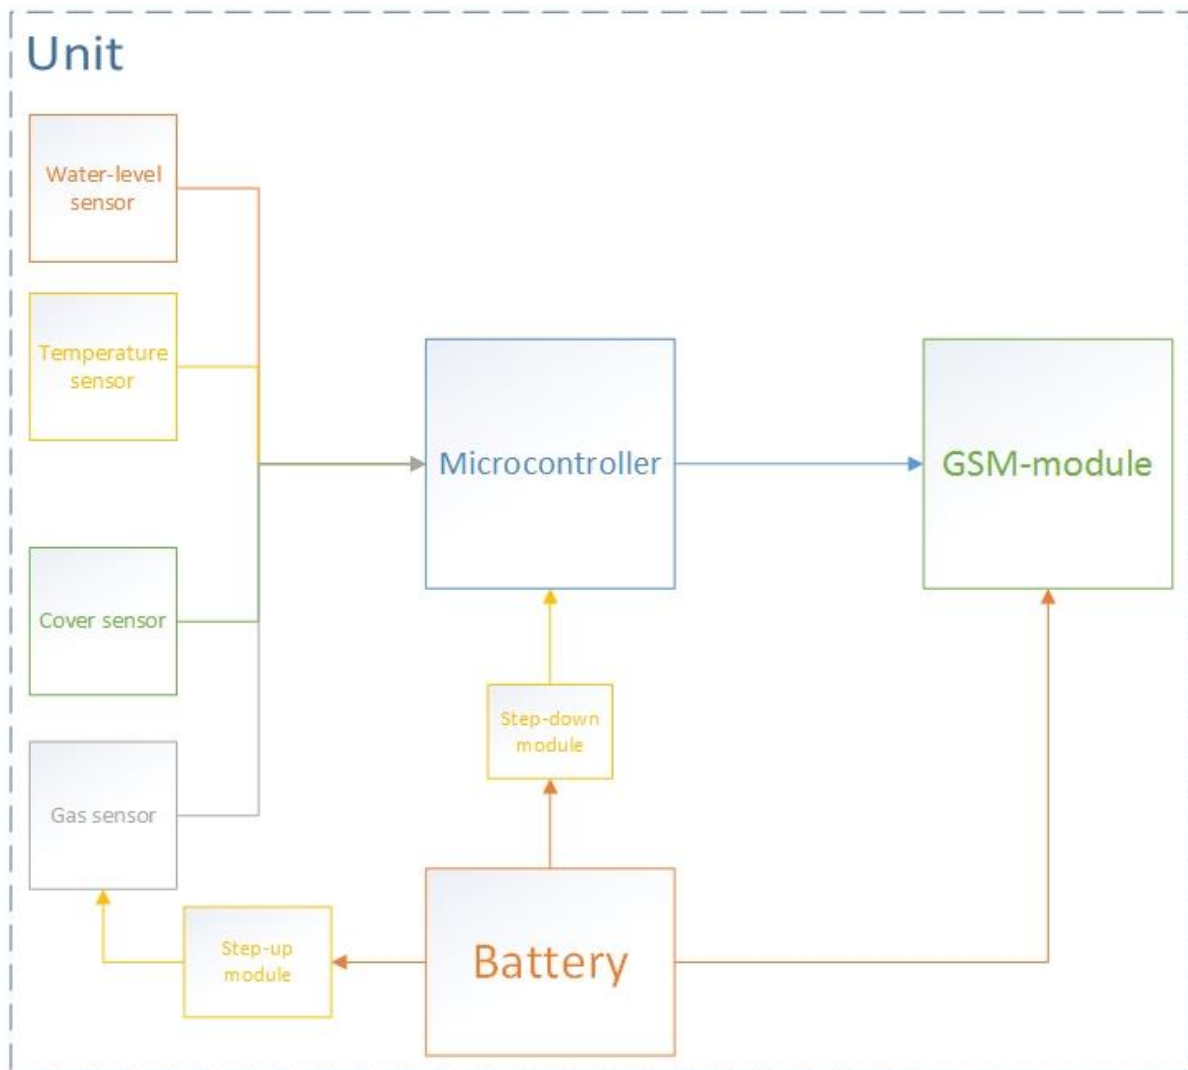 Unit
Water-level
sensor
Temperature
sensor
Microcontroller
GSM-module
Cover sensor
Step-down
module
Gas sensor
Step-up
module
Battery